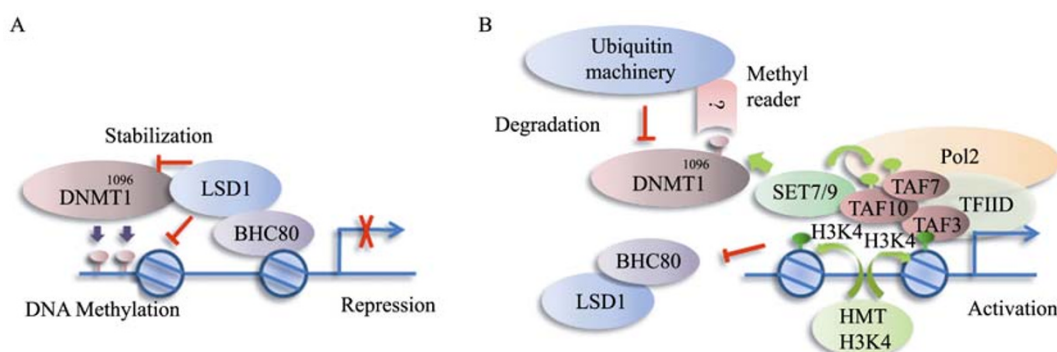 A
Stabilization
1096
DNMT1
LSD1
BHC80
DNA Methylation
Repression
B
Ubiquitin
machinery
Methyl
reader
?
Degradation
1096
DNMT1
SET7/9
Pol2
TAF7
TAF10
TFIID
TAF3
H3K4
H3K4
BHC80
LSD1
HMT
H3K4
Activation